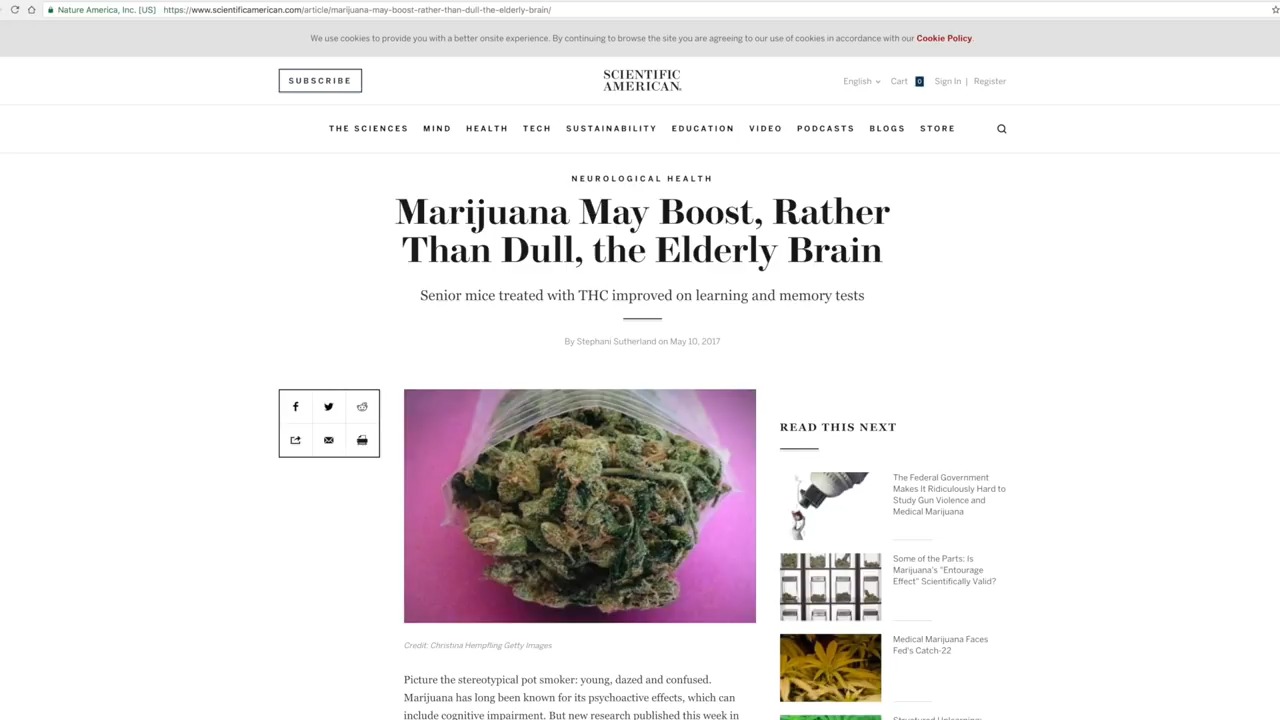 Nature America, Inc. [US] https://www.scientificamerican.com/article/marijuana-may-boost-rather-than-dull-the-elderly-brain/
We use cookies to provide you with a better onsite experience. By continuing to browse the site you are agreeing to our use of cookies in accordance with our Cookie Policy.
SUBSCRIBE
SCIENTIFIC
AMERICAN.
English Cart 0 Sign In | Register
THE SCIENCES MIND HEALTH TECH SUSTAINABILITY EDUCATION VIDEO PODCASTS BLOGS STORE
NEUROLOGICAL HEALTH
Marijuana May Boost, Rather
Than Dull, the Elderly Brain
Senior mice treated with THC improved on learning and memory tests
By Stephani Sutherland on May 10, 2017
Credit: Christina Hempfling Getty Images
Picture the stereotypical pot smoker: young, dazed and confused.
Marijuana has long been known for its psychoactive effects, which can
include cognitive impairment. But new research published this week in
READ THIS NEXT
The Federal Government
Makes It Ridiculously Hard to
Study Gun Violence and
Medical Marijuana
Some of the Parts: Is
Marijuana's "Entourage
Effect" Scientifically Valid?
Medical Marijuana Faces
Fed's Catch-22